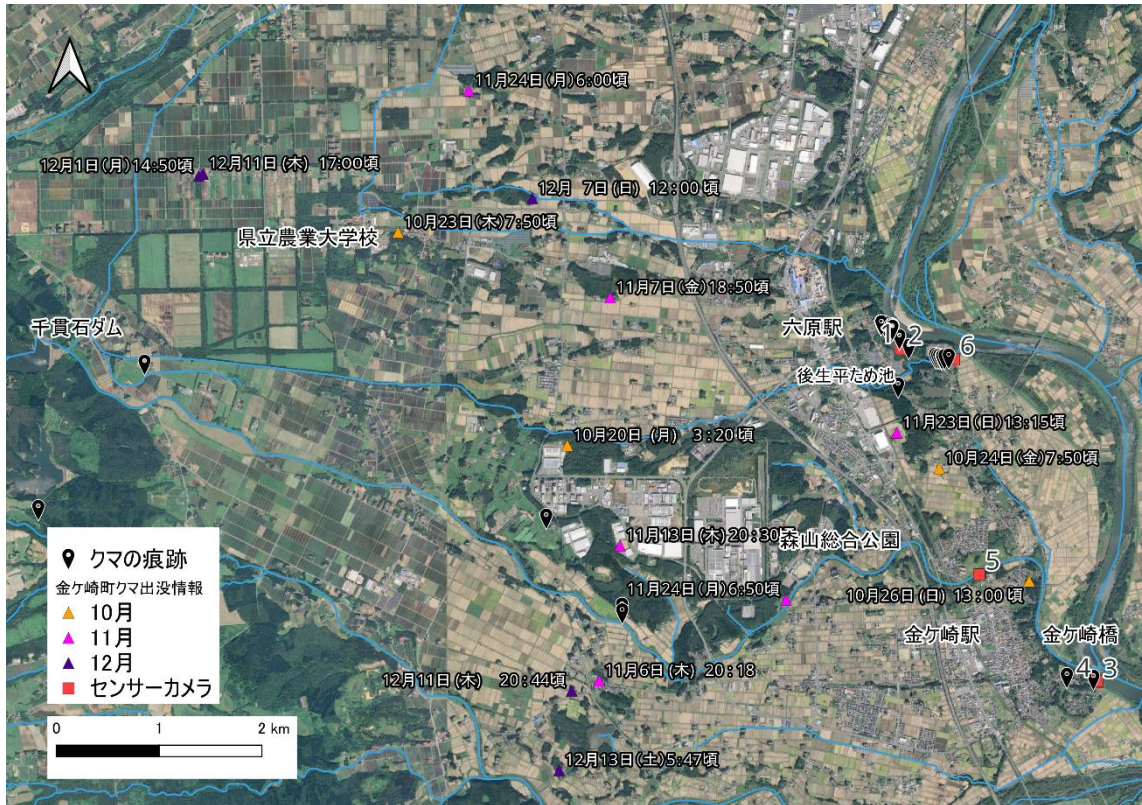 11月24日(月)6:00頃
12月1日(月)14:50頃
12月11日(木) 17:00頃
12月 7日(日) 12:00頃
10月23日(木)7:50頃
県立農業大学校
11月7日(金)18:50頃
千貫石ダム
六原駅
1
2
6
後生平ため池
11月23日(日)13:15頃
10月20日(月) 3:20頃
10月24日(金)7:50頃
11月13日(木)20:30頃
森山総合公園
5
11月24日(月)6:50頃
10月26日(日) 13:00頃
クマの痕跡
金ケ崎町クマ出没情報
10月
11月
12月
センサーカメラ
金ケ崎駅
金ケ崎橋
4
3
11月6日(木) 20:18
12月11日(木) 20:44頃
0 1 2 km
12月13日(土)5:47頃